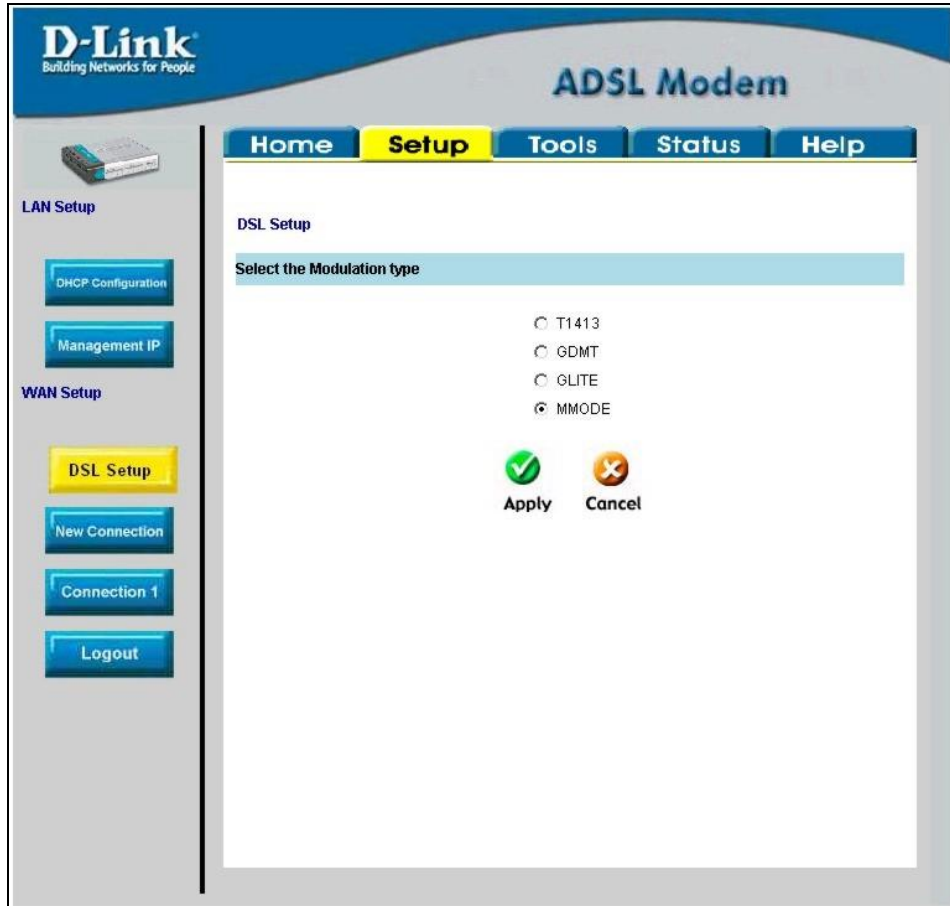 D-Link
Building Networks for People
ADSL Modem
Home Setup Tools Status Help
LAN Setup
DHCP Configuration
Management IP
WAN Setup
DSL Setup
New Connection
Connection 1
Logout
DSL Setup
Select the Modulation type
T1413
GDMT
GLITE
MMODE
Apply Cancel